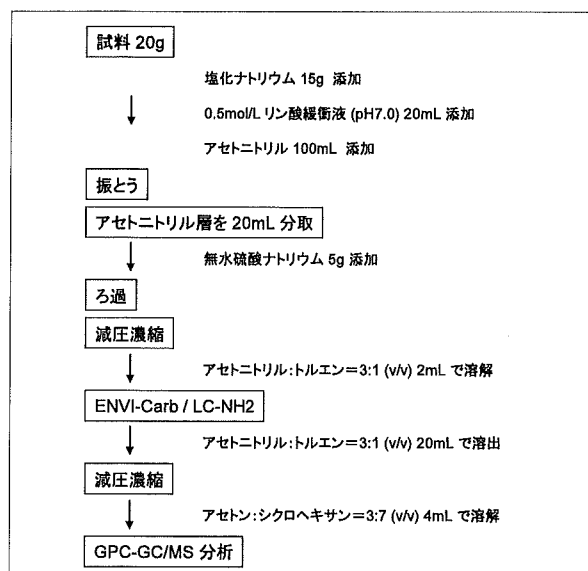 試料 20g
塩化ナトリウム 15g 添加
0.5mol/L リン酸緩衝液 (pH7.0) 20mL 添加
アセトニトリル 100mL 添加
振とう
アセトニトリル層を 20mL 分取
無水硫酸ナトリウム 5g 添加
ろ過
減圧濃縮
アセトニトリル:トルエン=3:1 (v/v) 2mL で溶解
ENVI-Carb / LC-NH2
アセトニトリル:トルエン=3:1 (v/v) 20mL で溶出
減圧濃縮
アセトン:シクロヘキサン=3:7 (v/v) 4mL で溶解
GPC-GC/MS 分析